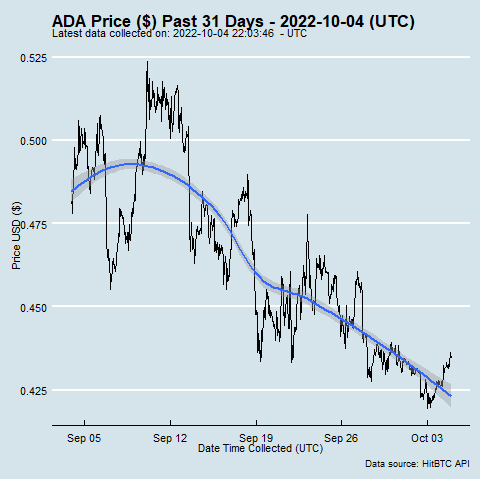 ADA Price ($) Past 31 Days - 2022-10-04 (UTC)
Latest data collected on: 2022-10-04 22:03:46 - UTC
0.525
0.500
0.475
0.450
0.425
Price USD ($)
Sep 05
Sep 12
Sep 19
Sep 26
Oct 03
Date Time Collected (UTC)
Data source: HitBTC API